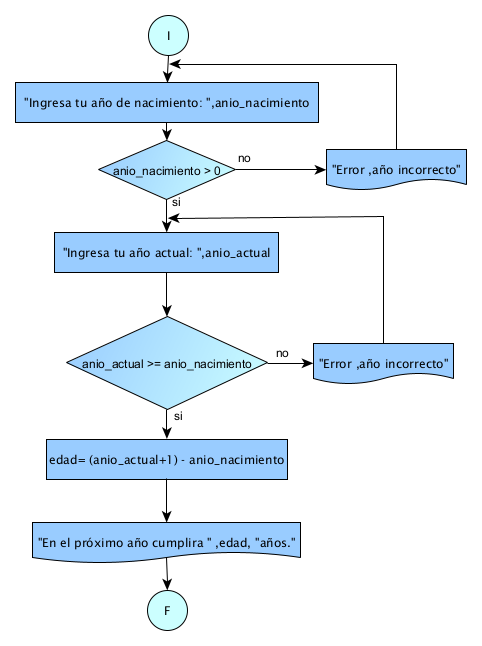 I
"Ingresa tu año de nacimiento: ",anio_nacimiento
anio_nacimiento > 0
no
"Error ,año incorrecto"
si
"Ingresa tu año actual: ",anio_actual
anio_actual >= anio_nacimiento
no
"Error ,año incorrecto"
si
edad= (anio_actual+1) - anio_nacimiento
"En el próximo año cumplira " ,edad, "años."
F